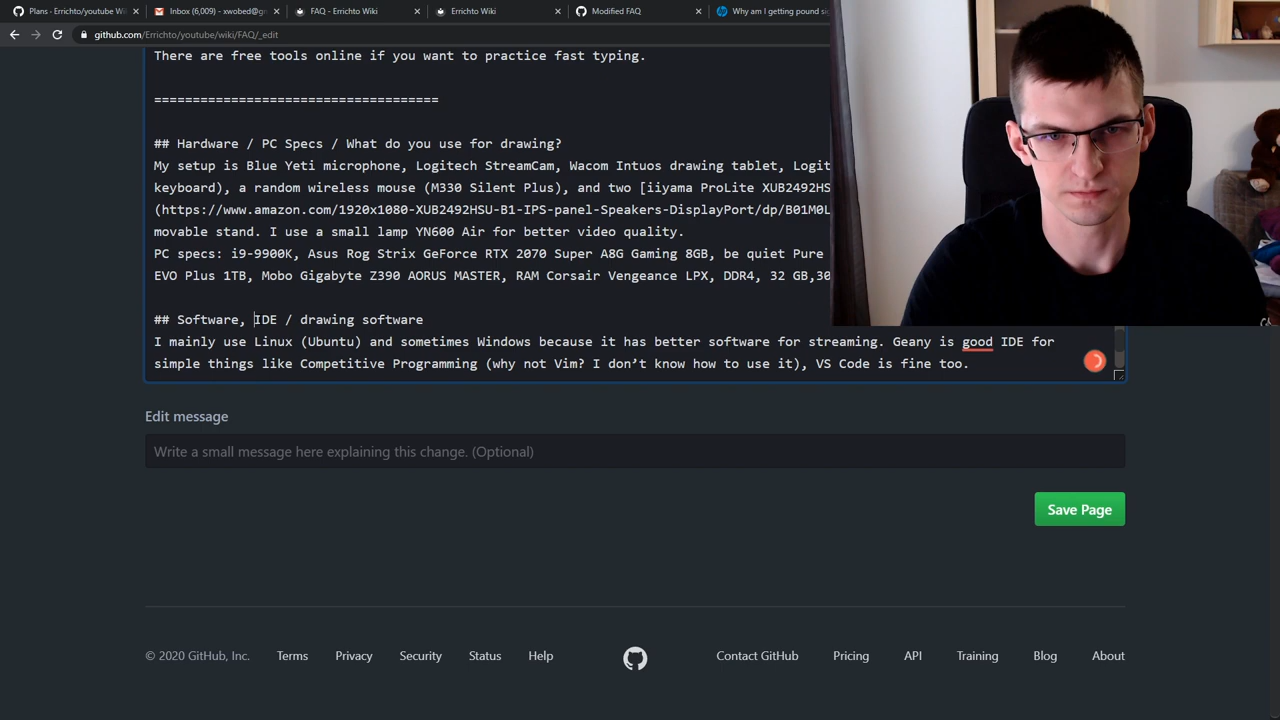 Plans · Errichto/youtube Wi
Inbox (6,009) - xwobed@gm
FAQ - Errichto Wiki
Errichto Wiki
Modified FAQ
Why am I getting pound si
github.com/Errichto/youtube/wiki/FAQ/_edit
There are free tools online if you want to practice fast typing.
=====================================
## Hardware / PC Specs / What do you use for drawing?
My setup is Blue Yeti microphone, Logitech StreamCam, Wacom Intuos drawing tablet, Logit
keyboard), a random wireless mouse (M330 Silent Plus), and two [iiyama ProLite XUB2492HS
(https://www.amazon.com/1920x1080-XUB2492HSU-B1-IPS-panel-Speakers-DisplayPort/dp/B01M0L
movable stand. I use a small lamp YN600 Air for better video quality.
PC specs: i9-9900K, Asus Rog Strix GeForce RTX 2070 Super A8G Gaming 8GB, be quiet Pure
EVO Plus 1TB, Mobo Gigabyte Z390 AORUS MASTER, RAM Corsair Vengeance LPX, DDR4, 32 GB,30
## Software, IDE / drawing software
I mainly use Linux (Ubuntu) and sometimes Windows because it has better software for streaming. Geany is good IDE for
simple things like Competitive Programming (why not Vim? I don’t know how to use it), VS Code is fine too.
Edit message
Write a small message here explaining this change. (Optional)
Save Page
© 2020 GitHub, Inc.
Terms
Privacy
Security
Status
Help
Contact GitHub
Pricing
API
Training
Blog
About